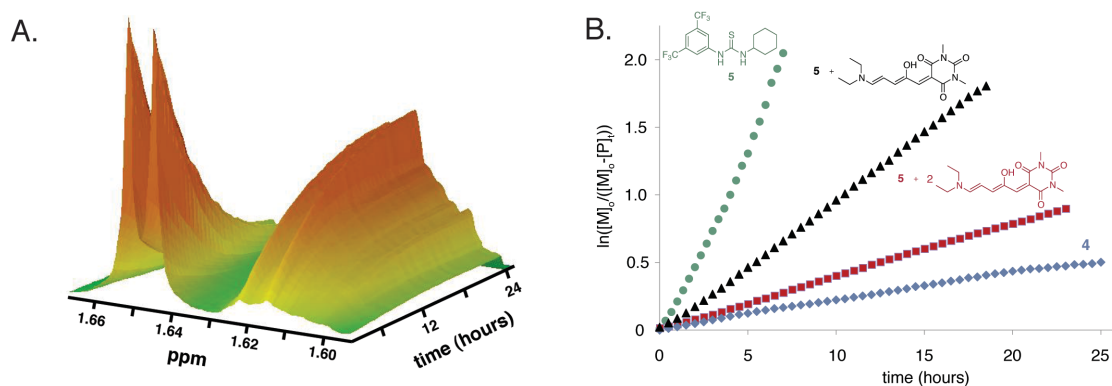 A.
1.66
1.64
1.62
1.60
ppm
12
24
time (hours)
B.
ln([M]o/([M]o-[P]t))
2.0
1.5
1.0
0.5
0
0
5
10
15
20
25
time (hours)
CF3
F3C
S
N
H
N
H
5
5 +
N
OH
O
N
O
N
O
5 + 2
N
OH
O
N
O
N
O
4